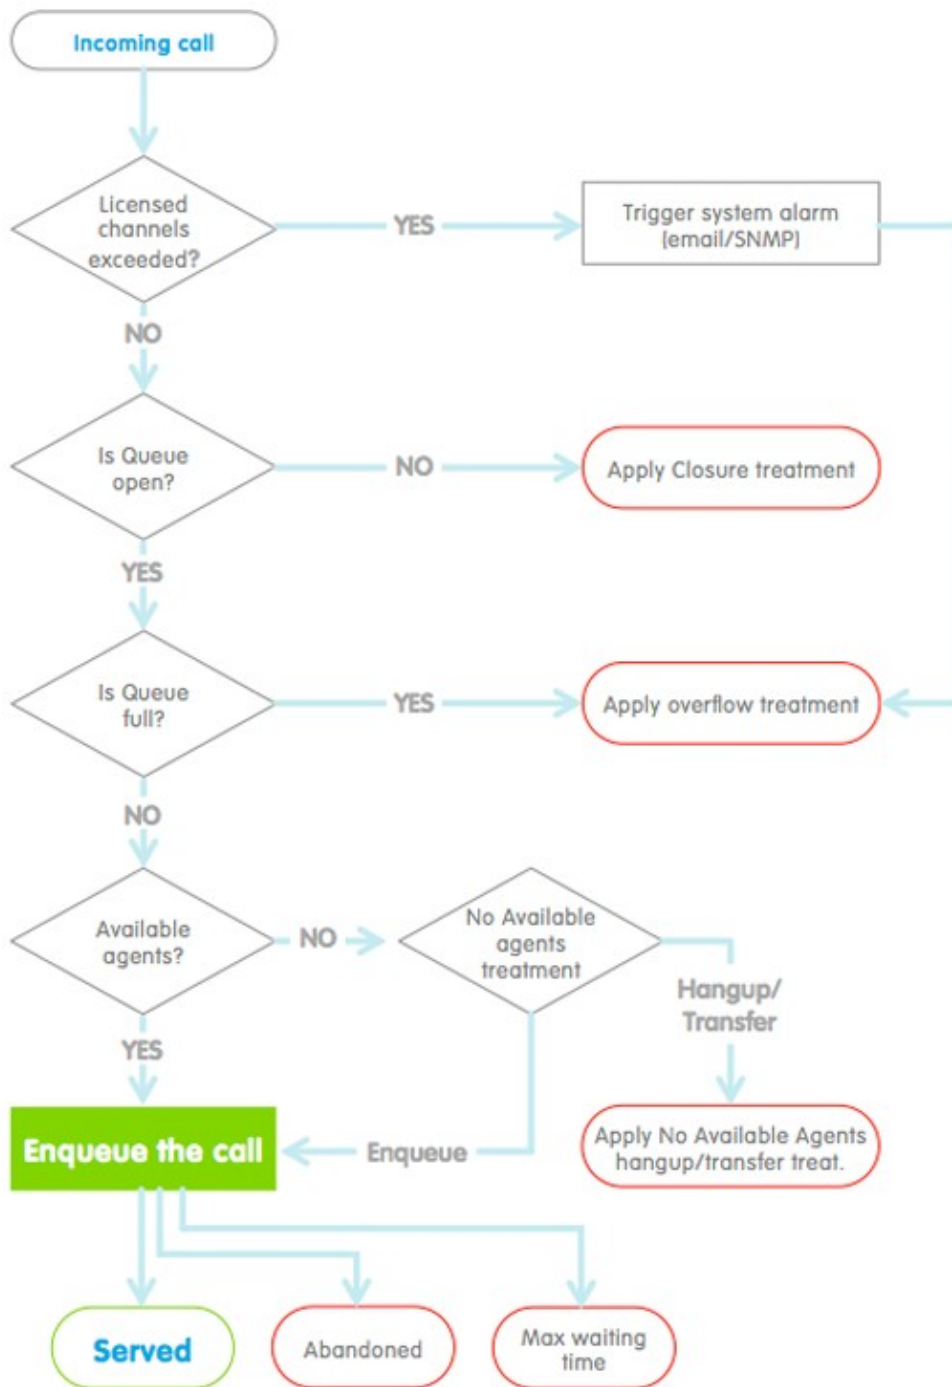 Incoming call
Licensed
channels
exceeded?
YES
Trigger system alarm
(email/SNMP)
NO
Is Queue
open?
NO
Apply Closure treatment
YES
Is Queue
full?
YES
Apply overflow treatment
NO
Available
agents?
NO
No Available
agents
treatment
Hangup/
Transfer
YES
Enqueue the call
Enqueue
Apply No Available Agents
hangup/transfer treat.
Served
Abandoned
Max waiting
time